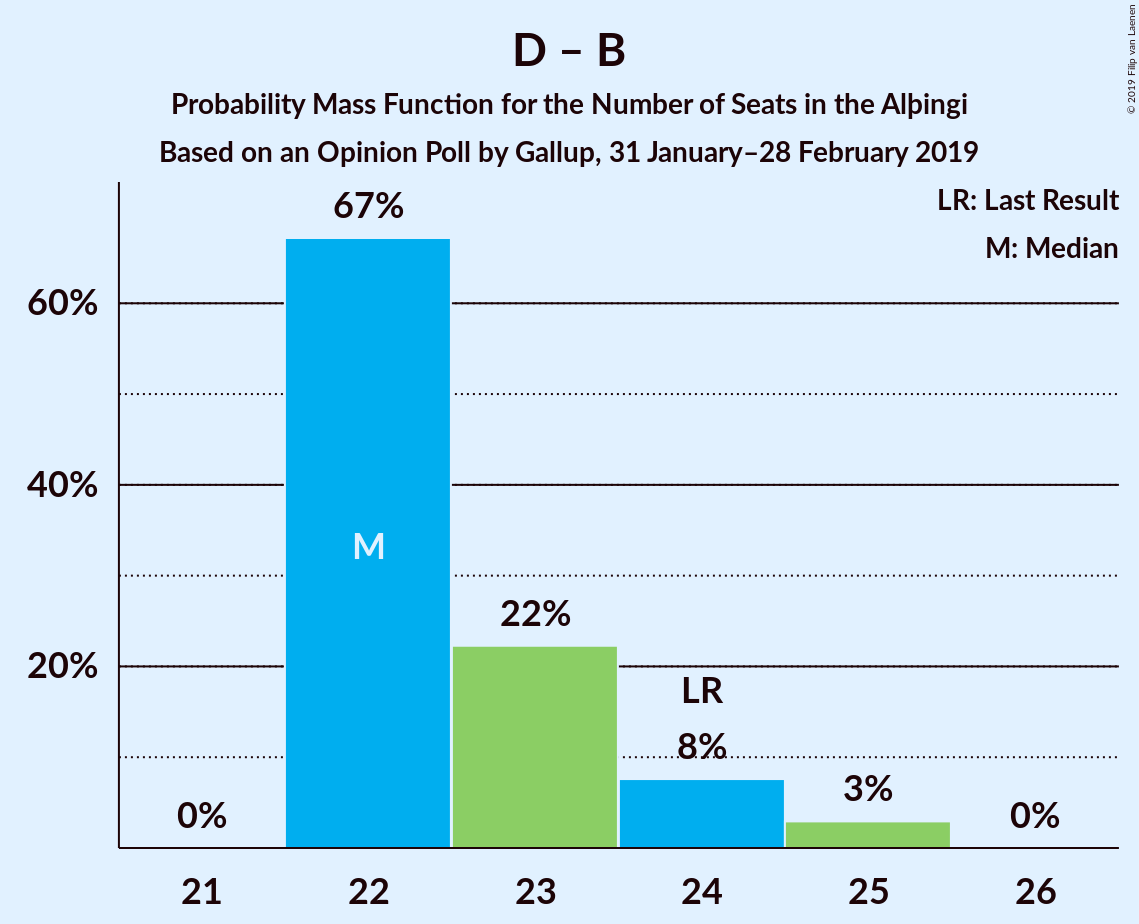 D – B
Probability Mass Function for the Number of Seats in the Alþingi
Based on an Opinion Poll by Gallup, 31 January–28 February 2019
© 2019 Filip van Laenen
LR: Last Result
M: Median
67%
60%
40%
M
22%
20%
LR
8%
3%
0%
0%
21 22 23 24 25 26